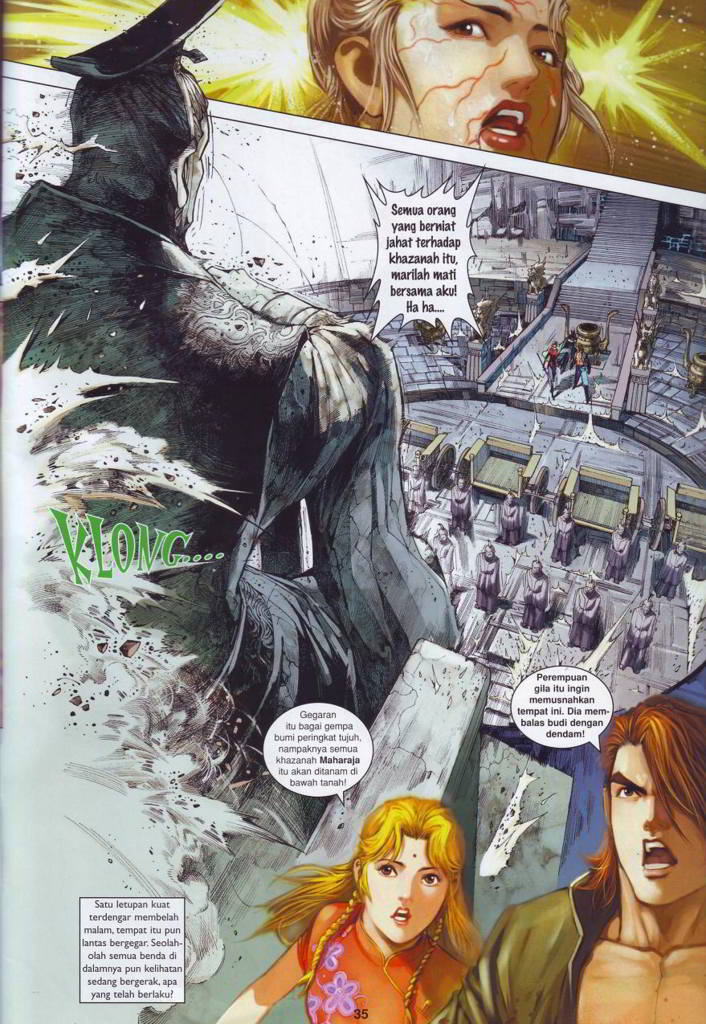 Semua orang
yang berniat
jahat terhadap
khazanah itu,
marilah mati
bersama aku!
Ha ha....
KLONG....
Perempuan
gila itu ingin
memusnahkan
tempat ini. Dia mem-
balas budi dengan
dendam!
Gegaran
itu bagai gempa
bumi peringkat tujuh,
nampaknya semua
khazanah Maharaja
itu akan ditanam di
bawah tanah!
Satu letupan kuat
terdengar membelah
malam, tempat itu pun
lantas bergegar. Seolah-
olah semua benda di
dalamnya pun kelihatan
sedang bergerak, apa
yang telah berlaku?
35